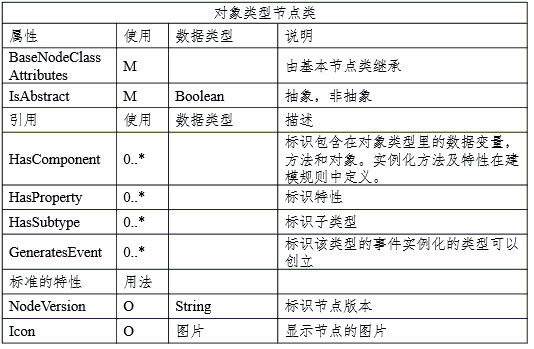 对象类型节点类
属性 使用 数据类型 说明
BaseNodeClass
Attributes M 由基本节点类继承
IsAbstract M Boolean 抽象，非抽象
引用 使用 数据类型 描述
HasComponent 0..* 标识包含在对象类型里的数据变量，
方法和对象。实例化方法及特性在建
模规则中定义。
HasProperty 0..* 标识特性
HasSubtype 0..* 标识子类型
GeneratesEvent 0..* 标识该类型的事件实例化的类型可以
创立
标准的特性 用法
NodeVersion O String 标识节点版本
Icon O 图片 显示节点的图片